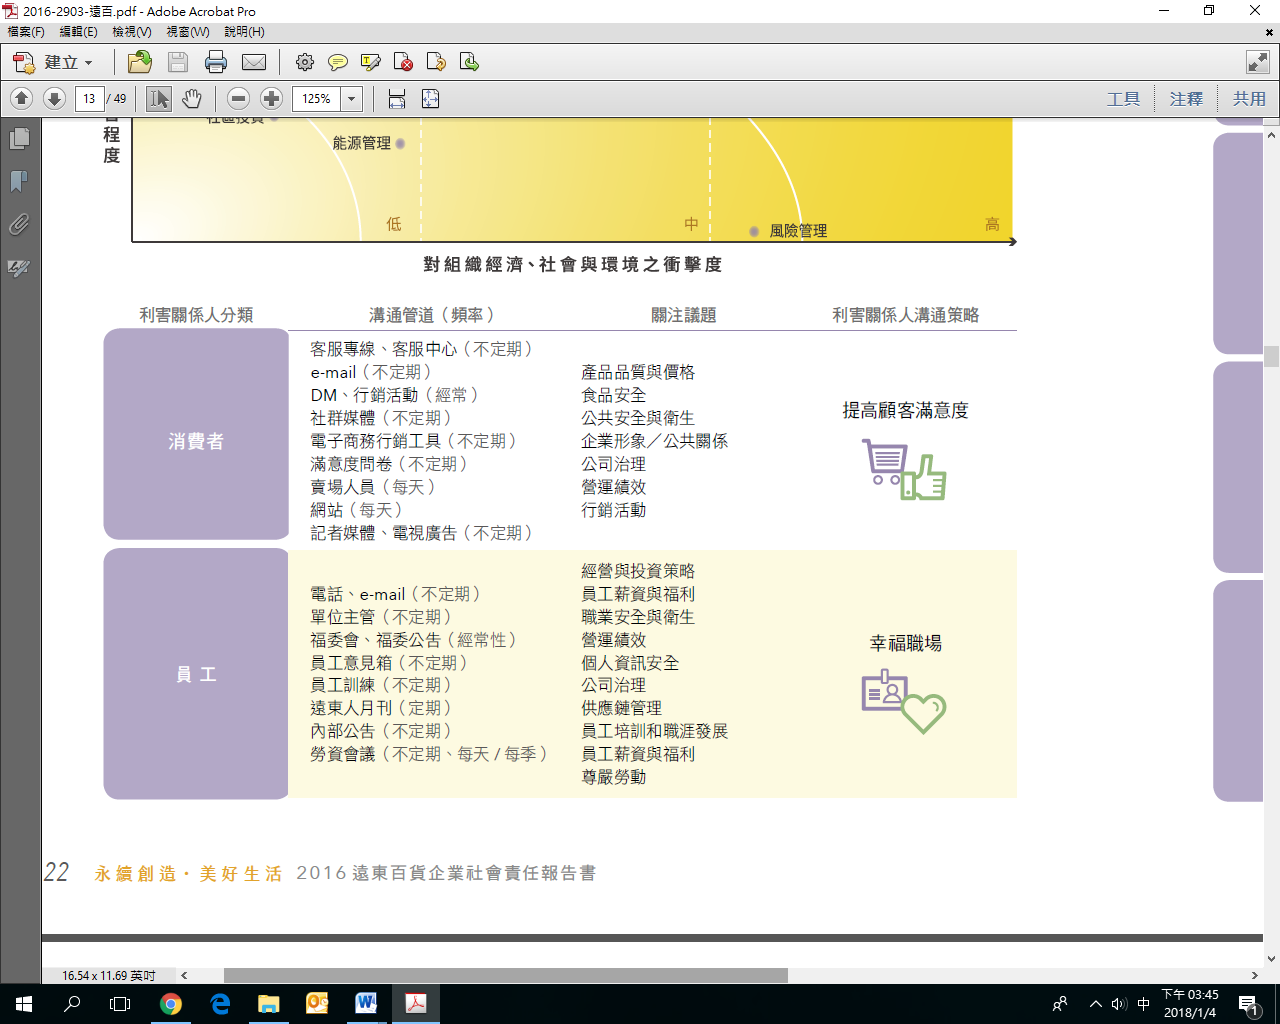 2016-2903-遠百.pdf - Adobe Acrobat Pro
檔案(F) 編輯(E) 檢視(V) 視窗(W) 說明(H)
建立
13 / 49 125% 工具 注釋 共用
程
度
社區投資
能源管理
低 中 高
風險管理
對組織經濟、社會與環境之衝擊度
利害關係人分類 溝通管道（頻率） 關注議題 利害關係人溝通策略
消費者
客服專線、客服中心（不定期）
e-mail（不定期）
DM、行銷活動（經常）
社群媒體（不定期）
電子商務行銷工具（不定期）
滿意度問卷（不定期）
賣場人員（每天）
網站（每天）
記者媒體、電視廣告（不定期）
產品品質與價格
食品安全
公共安全與衛生
企業形象／公共關係
公司治理
營運績效
行銷活動
提高顧客滿意度
員工
電話、e-mail（不定期）
單位主管（不定期）
福委會、福委公告（經常性）
員工意見箱（不定期）
員工訓練（不定期）
遠東人月刊（定期）
內部公告（不定期）
勞資會議（不定期、每天 / 每季）
經營與投資策略
員工薪資與福利
職業安全與衛生
營運績效
個人資訊安全
公司治理
供應鏈管理
員工培訓和職涯發展
員工薪資與福利
尊嚴勞動
幸福職場
22 永續創造・美好生活 2016 遠東百貨企業社會責任報告書
16.54 x 11.69 英吋
中
下午 03:45
2018/1/4
1